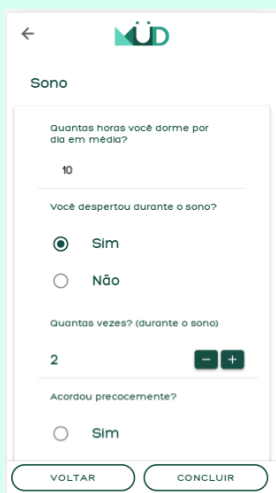 MÜD
Sono
Quantas horas você dorme por
dia em média?
10
Você despertou durante o sono?
Sim
Não
Quantas vezes? (durante o sono)
2
- +
Acordou precocemente?
Sim
VOLTAR
CONCLUIR